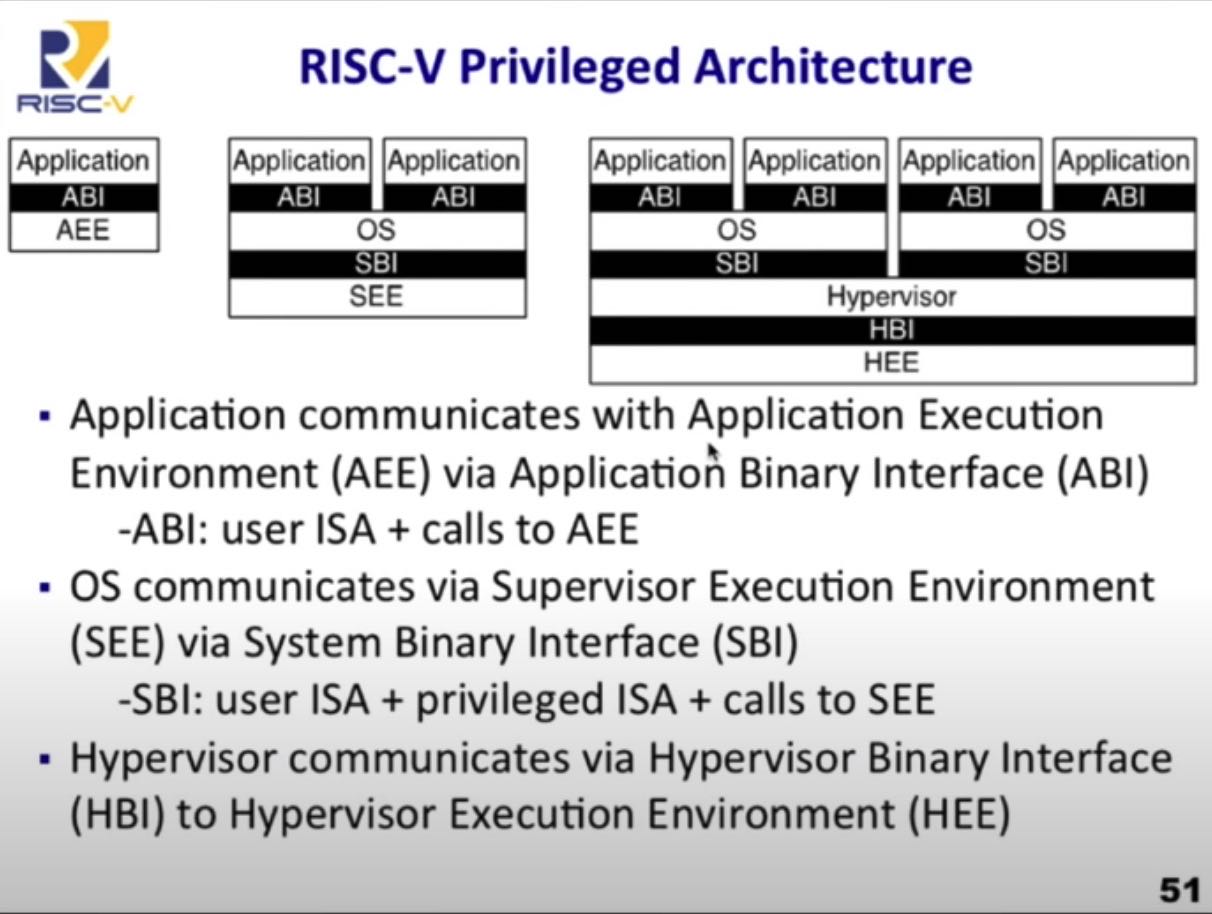 RISC-V
RISC-V Privileged Architecture
Application
ABI
AEE
Application Application
ABI ABI
OS
SBI
SEE
Application Application Application Application
ABI ABI ABI ABI
OS OS
SBI SBI
Hypervisor
HBI
HEE
▪ Application communicates with Application Execution
Environment (AEE) via Application Binary Interface (ABI)
-ABI: user ISA + calls to AEE
▪ OS communicates via Supervisor Execution Environment
(SEE) via System Binary Interface (SBI)
-SBI: user ISA + privileged ISA + calls to SEE
▪ Hypervisor communicates via Hypervisor Binary Interface
(HBI) to Hypervisor Execution Environment (HEE)
51